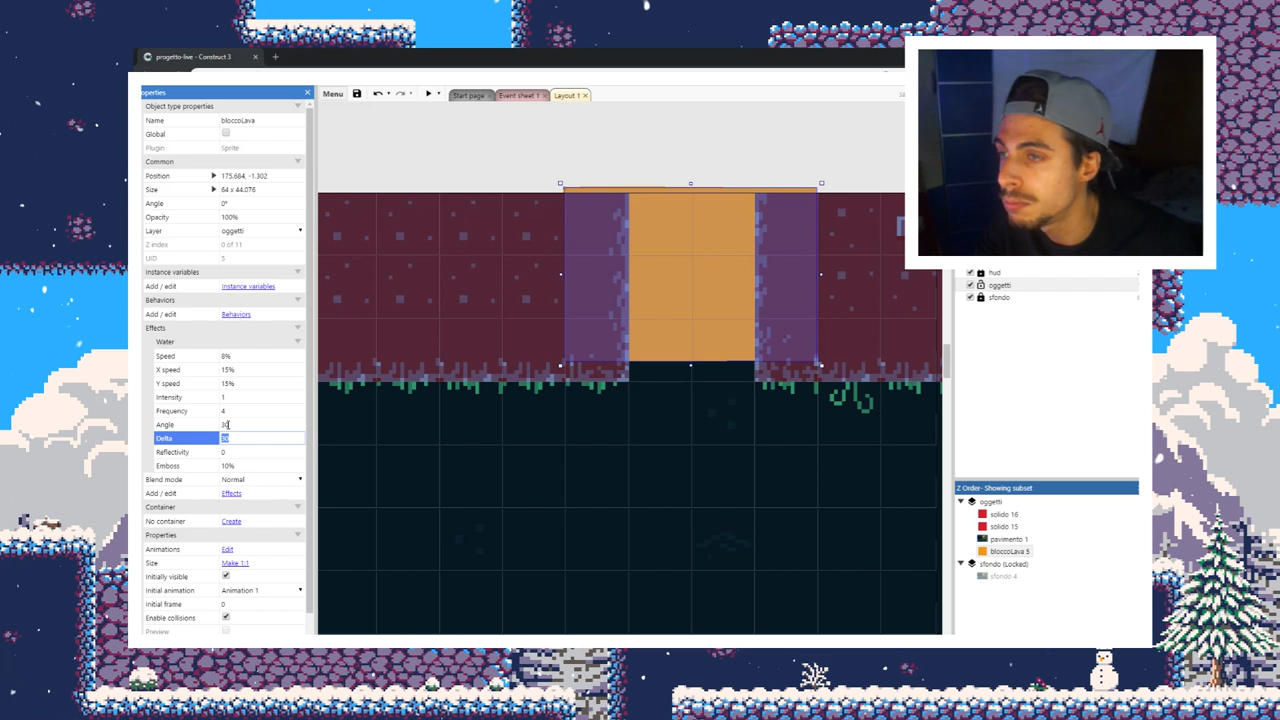 progetto-live - Construct 3
operties
Menu
Start page
Event sheet 1
Layout 1
Object type properties
Name bloccoLava
Global
Plugin Sprite
Common
Position 175.684, -1.302
Size 64 x 44.076
Angle 0°
Opacity 100%
Layer oggetti
Z index 0 of 11
UID 5
Instance variables
Add / edit Instance variables
Behaviors
Add / edit Behaviors
Effects
Water
Speed 8%
X speed 15%
Y speed 15%
Intensity 1
Frequency 4
Angle 30
Delta
Reflectivity 0
Emboss 10%
Blend mode Normal
Add / edit Effects
Container
No container Create
Properties
Animations Edit
Size Make 1:1
Initially visible
Initial animation Animation 1
Initial frame 0
Enable collisions
Preview
hud
oggetti
sfondo
Z Order- Showing subset
oggetti
solido 16
solido 15
pavimento 1
bloccoLava 5
sfondo (Locked)
sfondo 4